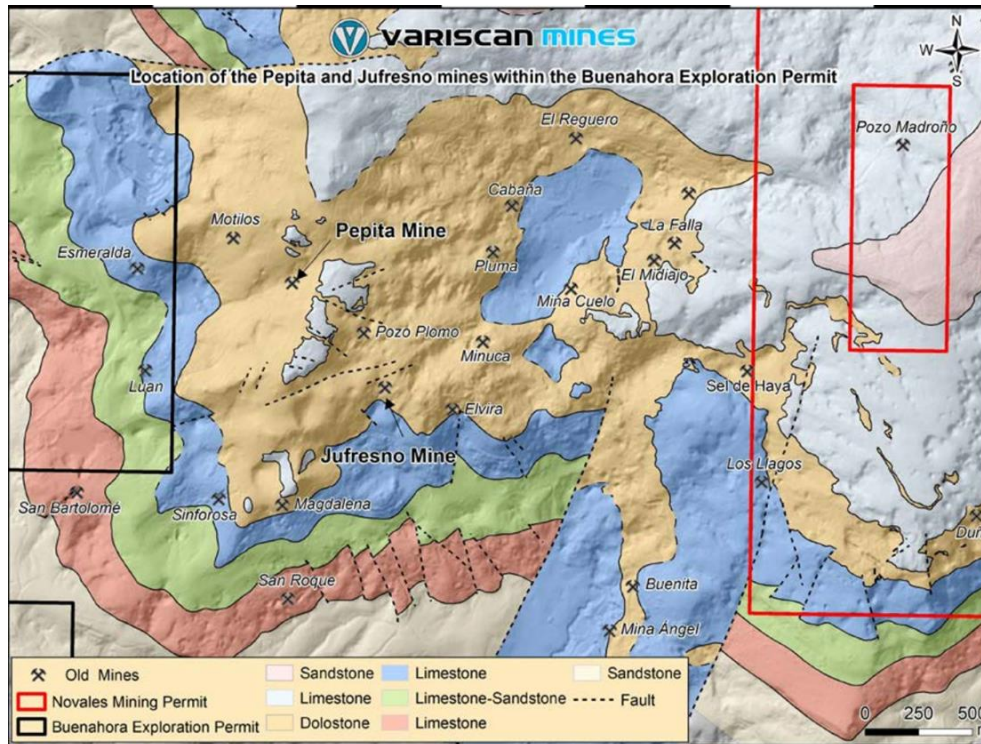 VARISCAN MINES
Location of the Pepita and Jufresno mines within the Buenahora Exploration Permit
N
W
S
Pozo Madroño
El Reguero
Cabaña
Motilos
Pepita Mine
La Falla
Esmeralda
Pluma
El Midiajo
Mina Cuelo
Pozo Plomo
Minuca
Luan
Sel de Haya
Elvira
Jufresno Mine
Los Llagos
San Bartolomé
Sinforosa
Magdalena
San Roque
Buenita
Mina Ángel
Old Mines
Novales Mining Permit
Buenahora Exploration Permit
Sandstone
Limestone
Dolostone
Limestone
Limestone-Sandstone
Limestone
Sandstone
Fault
0 250 500